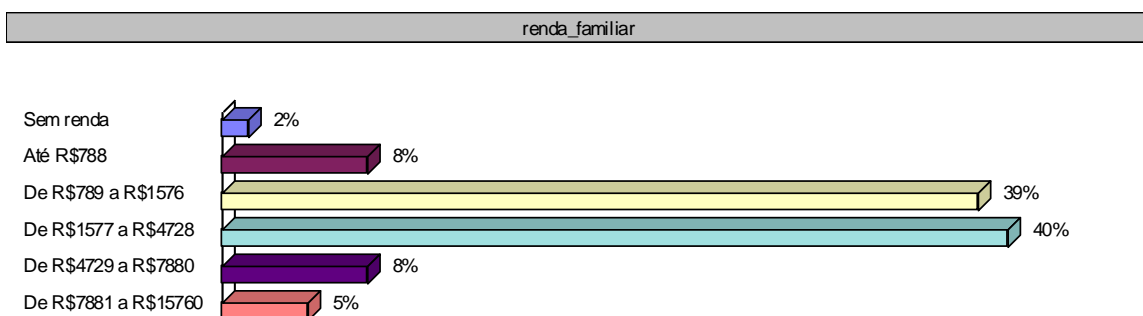 renda_familiar
Sem renda 2%
Até R$788 8%
De R$789 a R$1576 39%
De R$1577 a R$4728 40%
De R$4729 a R$7880 8%
De R$7881 a R$15760 5%